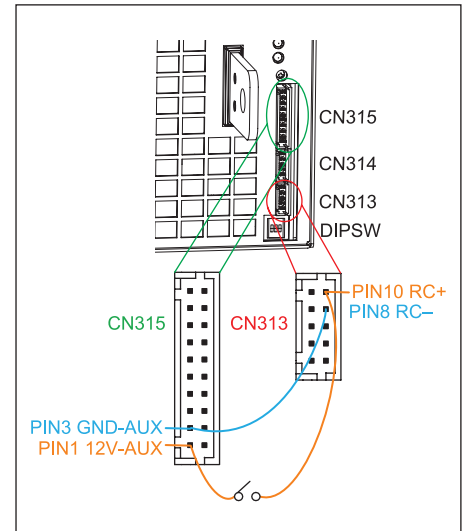 CN315
CN314
CN313
DIPSW
CN315
CN313
PIN10 RC+
PIN8 RC–
PIN3 GND-AUX
PIN1 12V-AUX